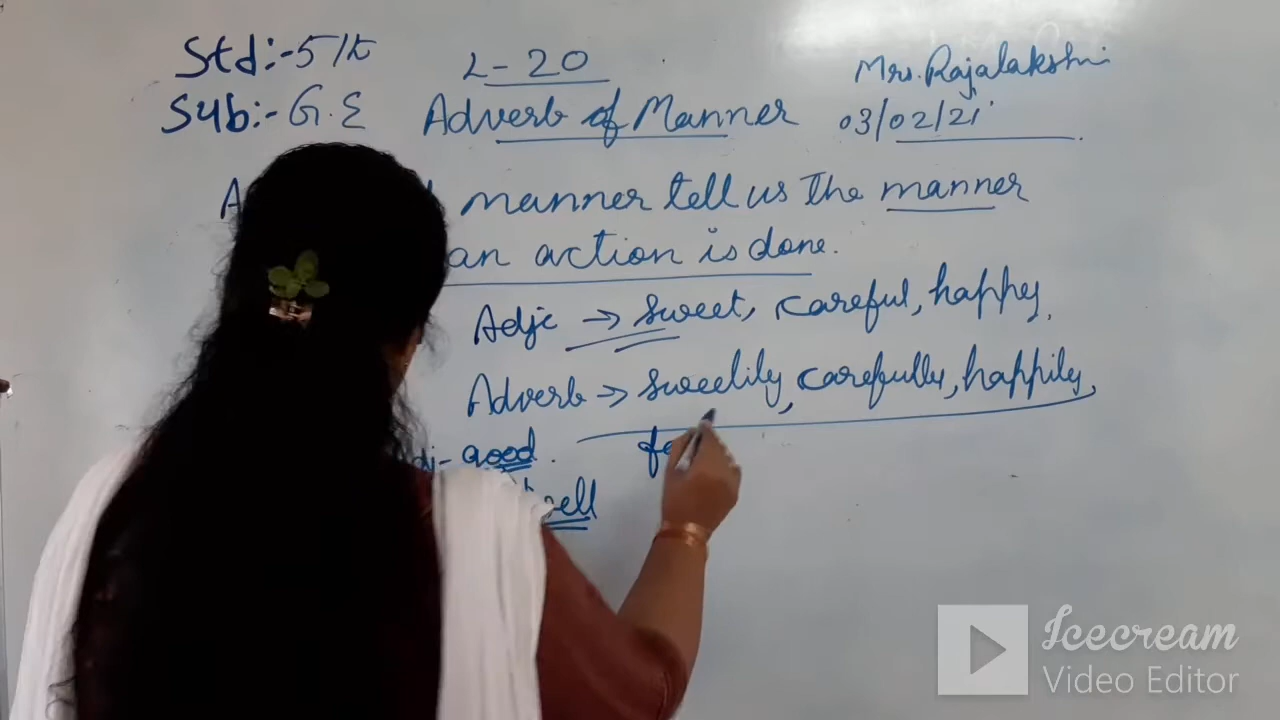 Std:-5th
L-20
Mrs. Rajalakshmi
Sub:- G.E
Adverb of Manner
03/02/21
manner tell us the manner
an action is done.
Adje → sweet, careful, happy,
Adverb → sweetily, carefully, happily,
good.
Icecream
Video Editor